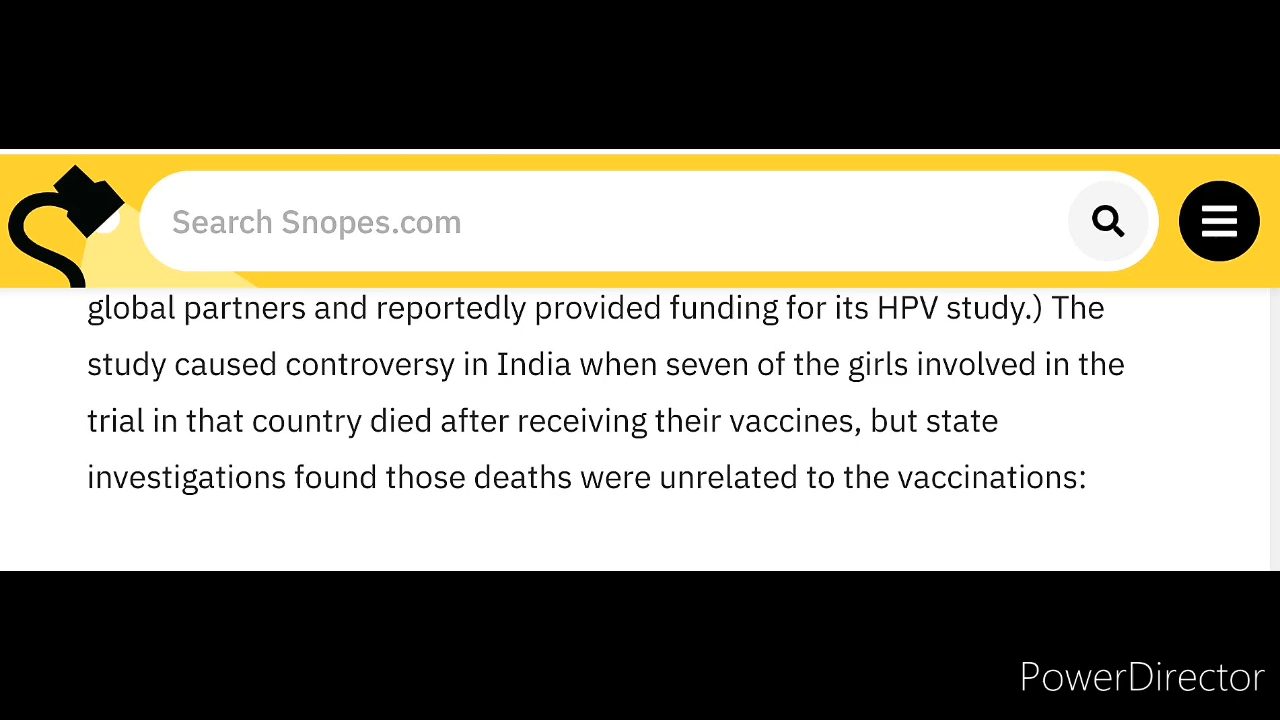 Search Snopes.com
global partners and reportedly provided funding for its HPV study.) The
study caused controversy in India when seven of the girls involved in the
trial in that country died after receiving their vaccines, but state
investigations found those deaths were unrelated to the vaccinations:
PowerDirector